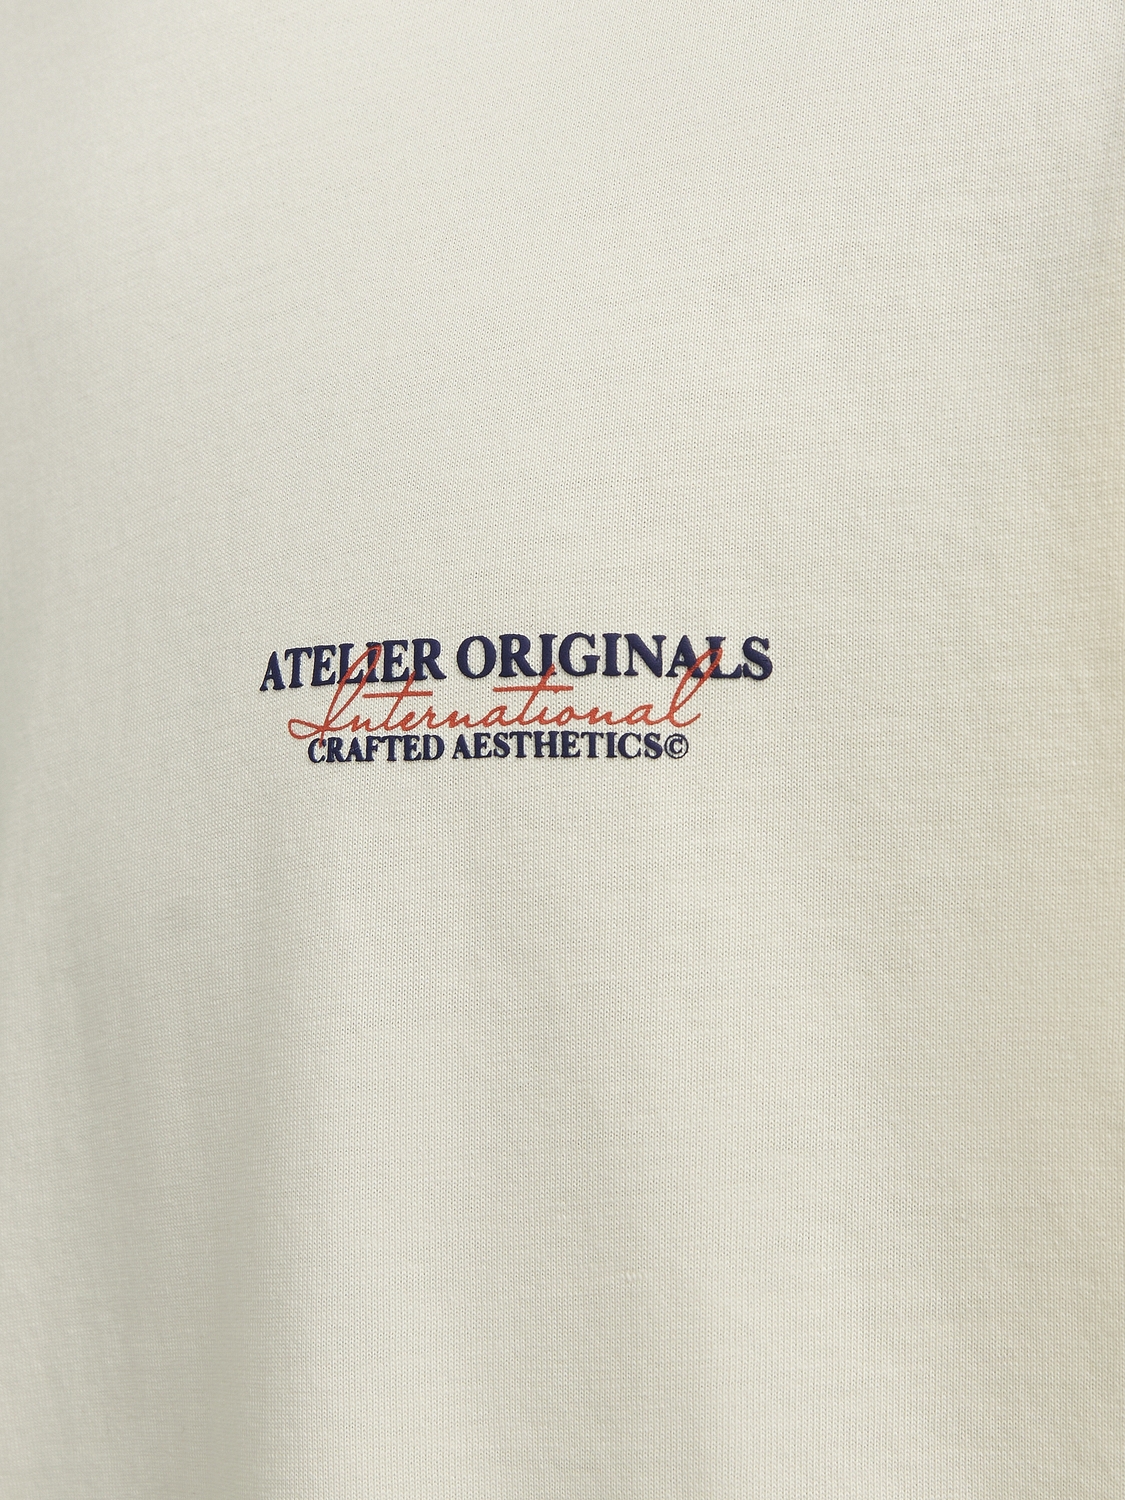 ATELIER ORIGINALS
International
CRAFTED AESTHETICS©